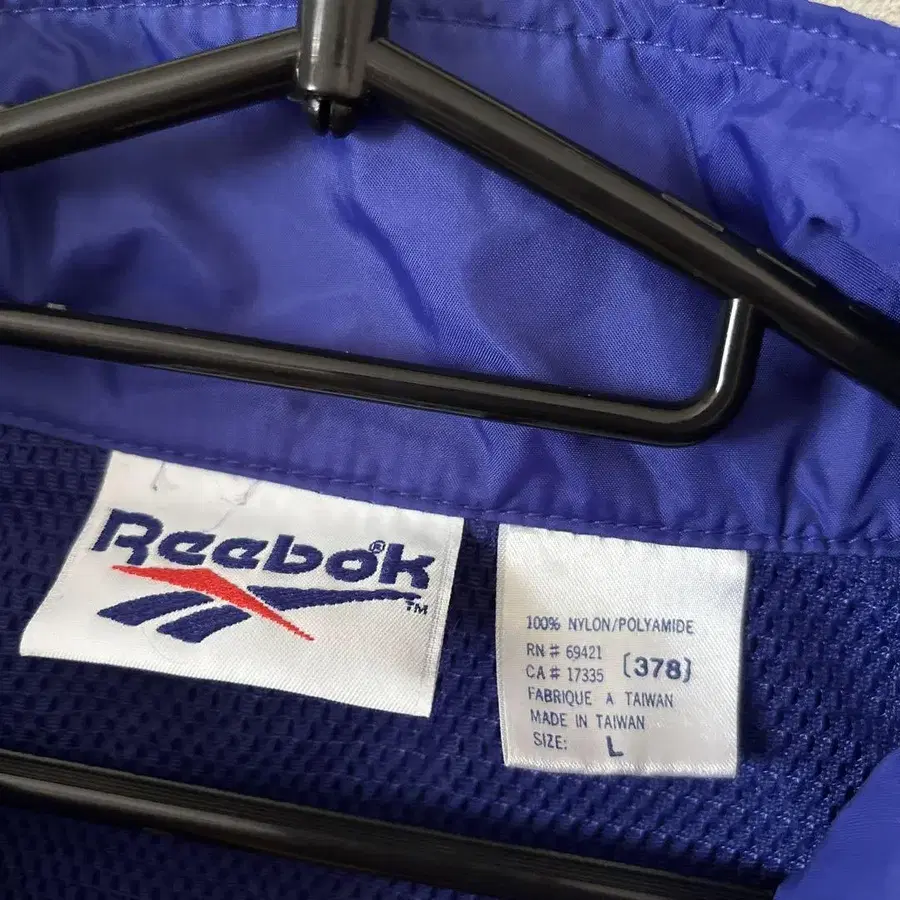 Reebok®
TM
100% NYLON/POLYAMIDE
RN # 69421
CA # 17335 (378)
FABRIQUE A TAIWAN
MADE IN TAIWAN
SIZE: L